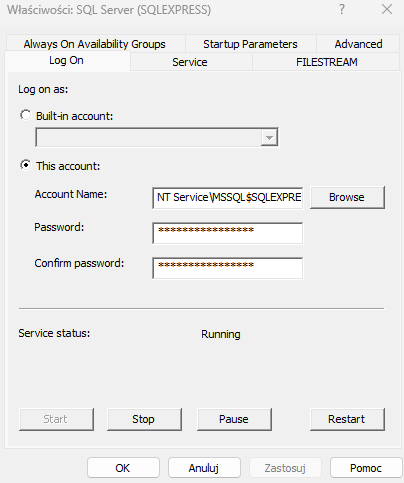 Właściwości: SQL Server (SQLEXPRESS)
?
Always On Availability Groups Startup Parameters Advanced
Log On Service FILESTREAM
Log on as:
Built-in account:
This account:
Account Name: NT Service\MSSQL$SQLEXPRE Browse
Password: ****************
Confirm password: ****************
Service status: Running
Start Stop Pause Restart
OK Anuluj Zastosuj Pomoc